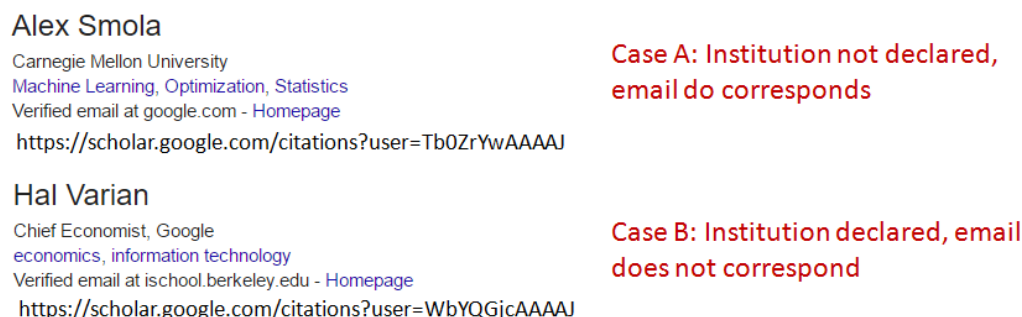 Alex Smola
Carnegie Mellon University
Machine Learning, Optimization, Statistics
Verified email at google.com - Homepage
https://scholar.google.com/citations?user=Tb0ZrYwAAAAJ
Case A: Institution not declared,
email do corresponds
Hal Varian
Chief Economist, Google
economics, information technology
Verified email at ischool.berkeley.edu - Homepage
https://scholar.google.com/citations?user=WbYQGjcAAAAJ
Case B: Institution declared, email
does not correspond